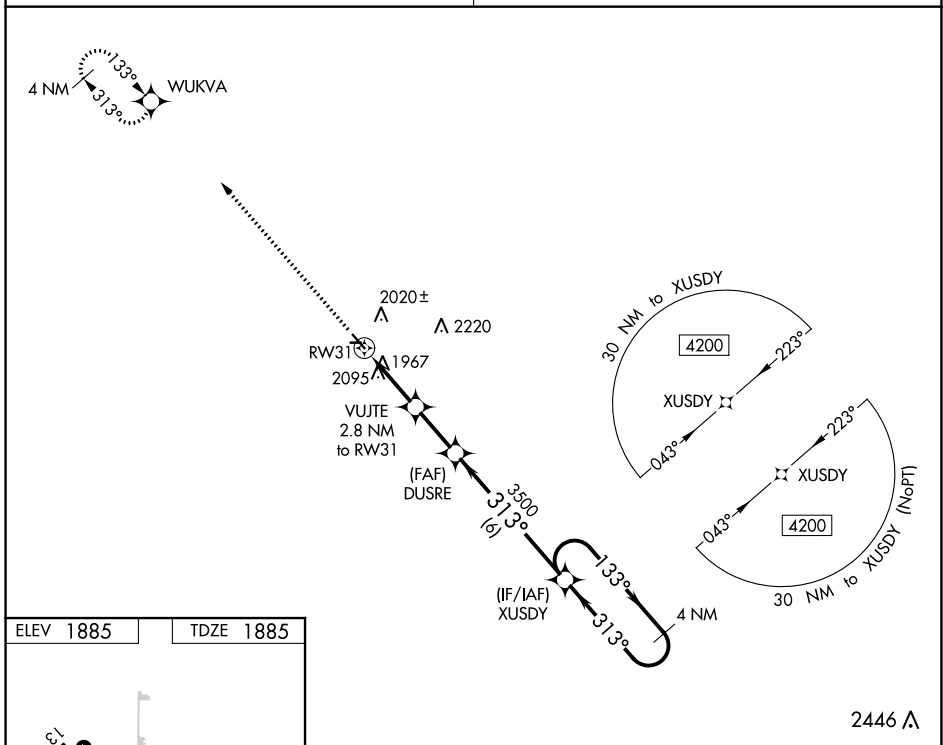 133°
WUKVA
4 NM
313°
2020±
2220
RW31
1967
2095
VUJTE
2.8 NM
to RW31
(FAF)
DUSRE
3500
313°
(6)
(IF/IAF)
XUSDY
133°
313°
4 NM
30 NM to XUSDY
4200
223°
XUSDY
043°
223°
XUSDY
043°
4200
30 NM to XUSDY (NoPT)
ELEV 1885
TDZE 1885
13
2446